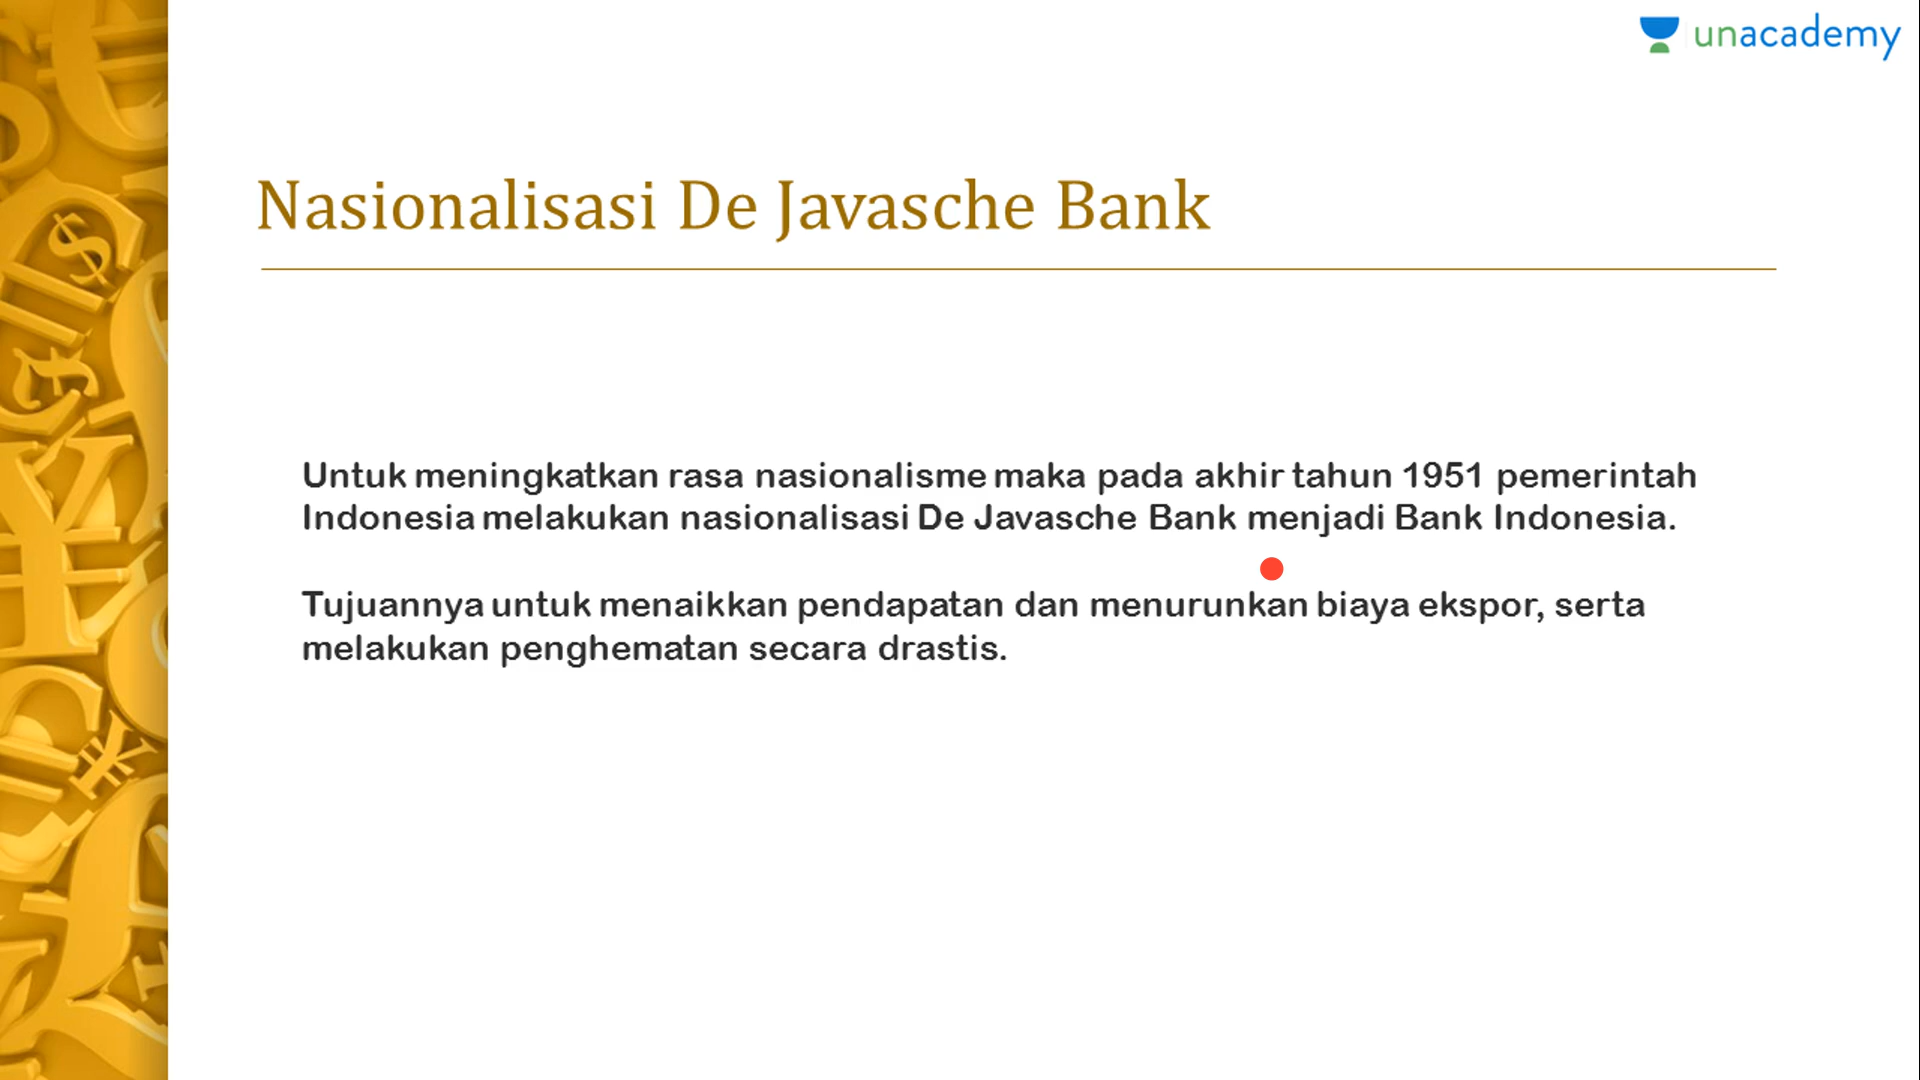 unacademy
Nasionalisasi De Javasche Bank
Untuk meningkatkan rasa nasionalisme maka pada akhir tahun 1951 pemerintah
Indonesia melakukan nasionalisasi De Javasche Bank menjadi Bank Indonesia.
Tujuannya untuk menaikkan pendapatan dan menurunkan biaya ekspor, serta
melakukan penghematan secara drastis.